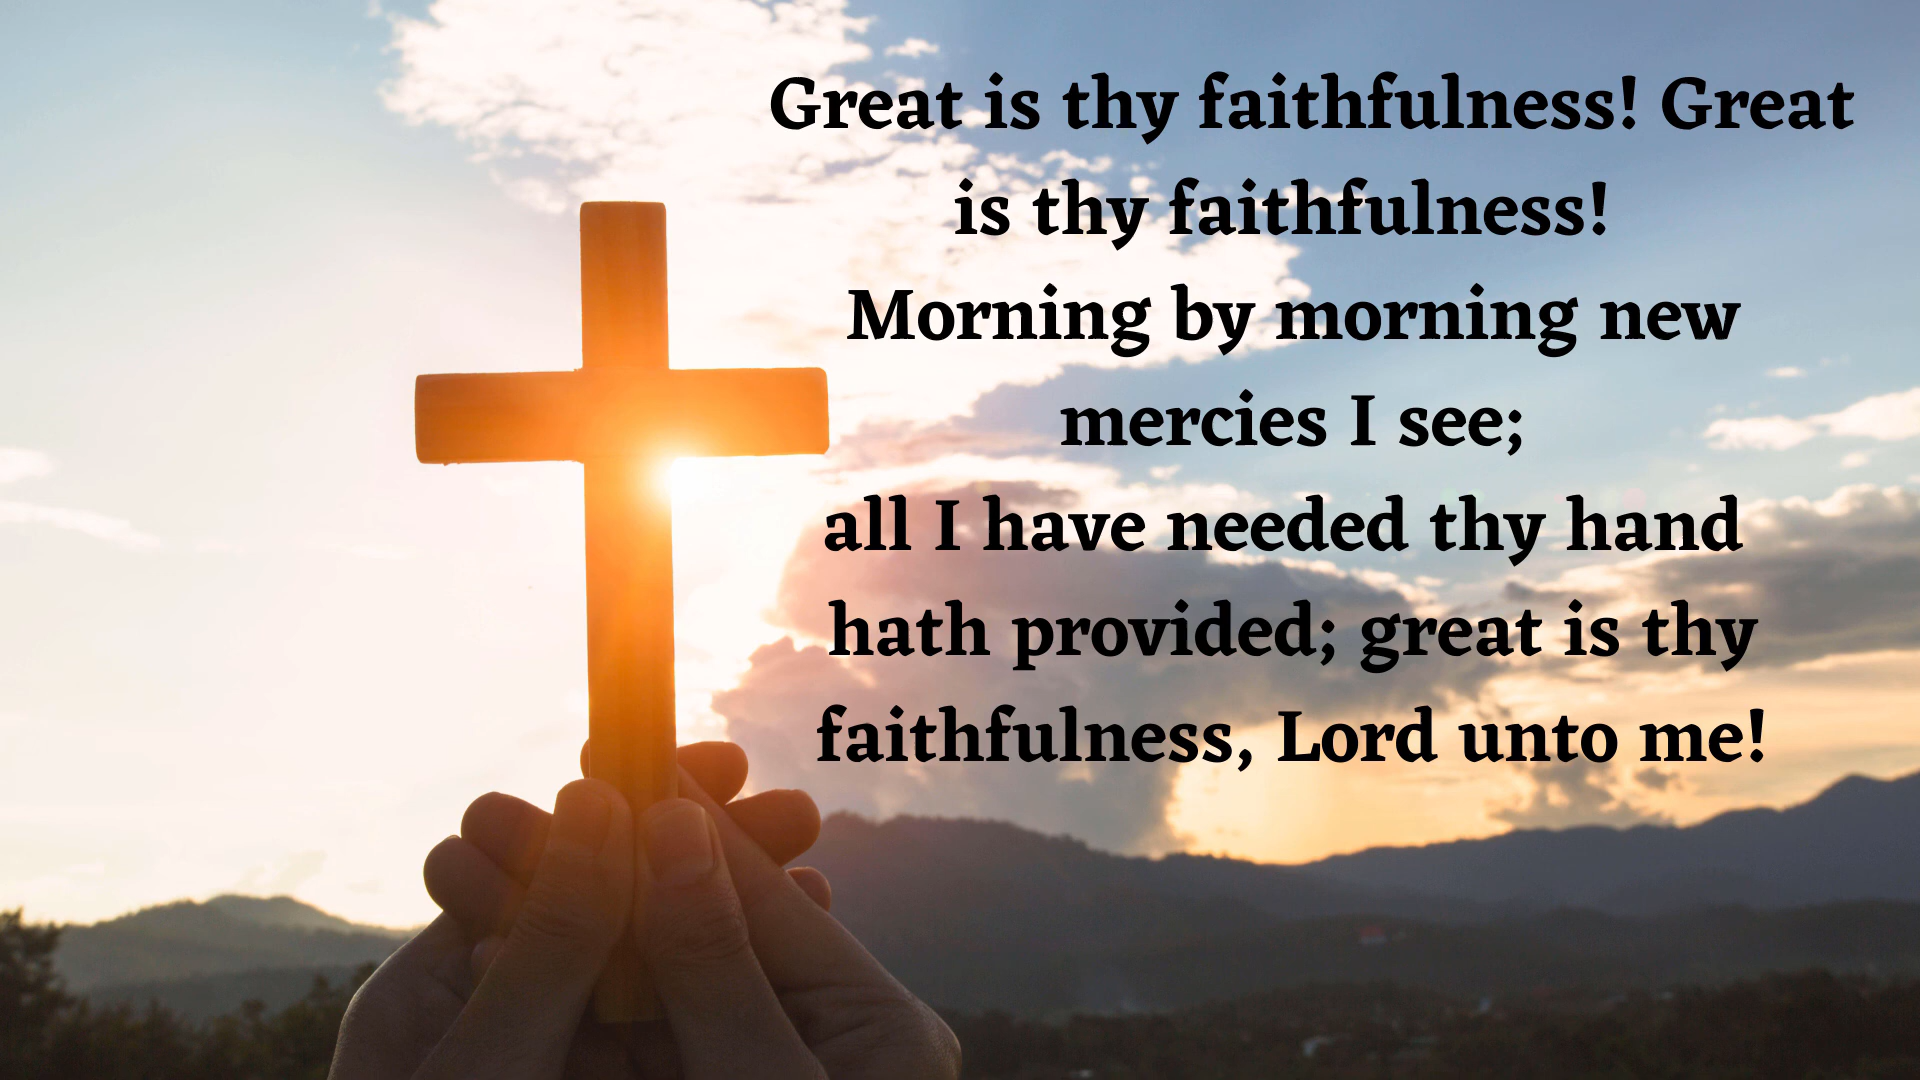 Great is thy faithfulness! Great
is thy faithfulness!
Morning by morning new
mercies I see;
all I have needed thy hand
hath provided; great is thy
faithfulness, Lord unto me!